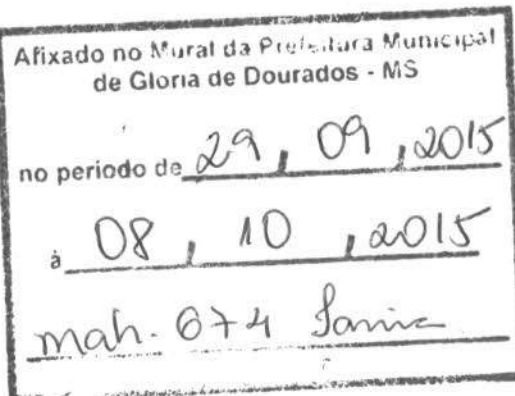 Afixado no Mural da Prefeitura Municipal
de Gloria de Dourados - MS
no periodo de 29 , 09 , 2015
à 08 , 10 , 2015
mah. 674